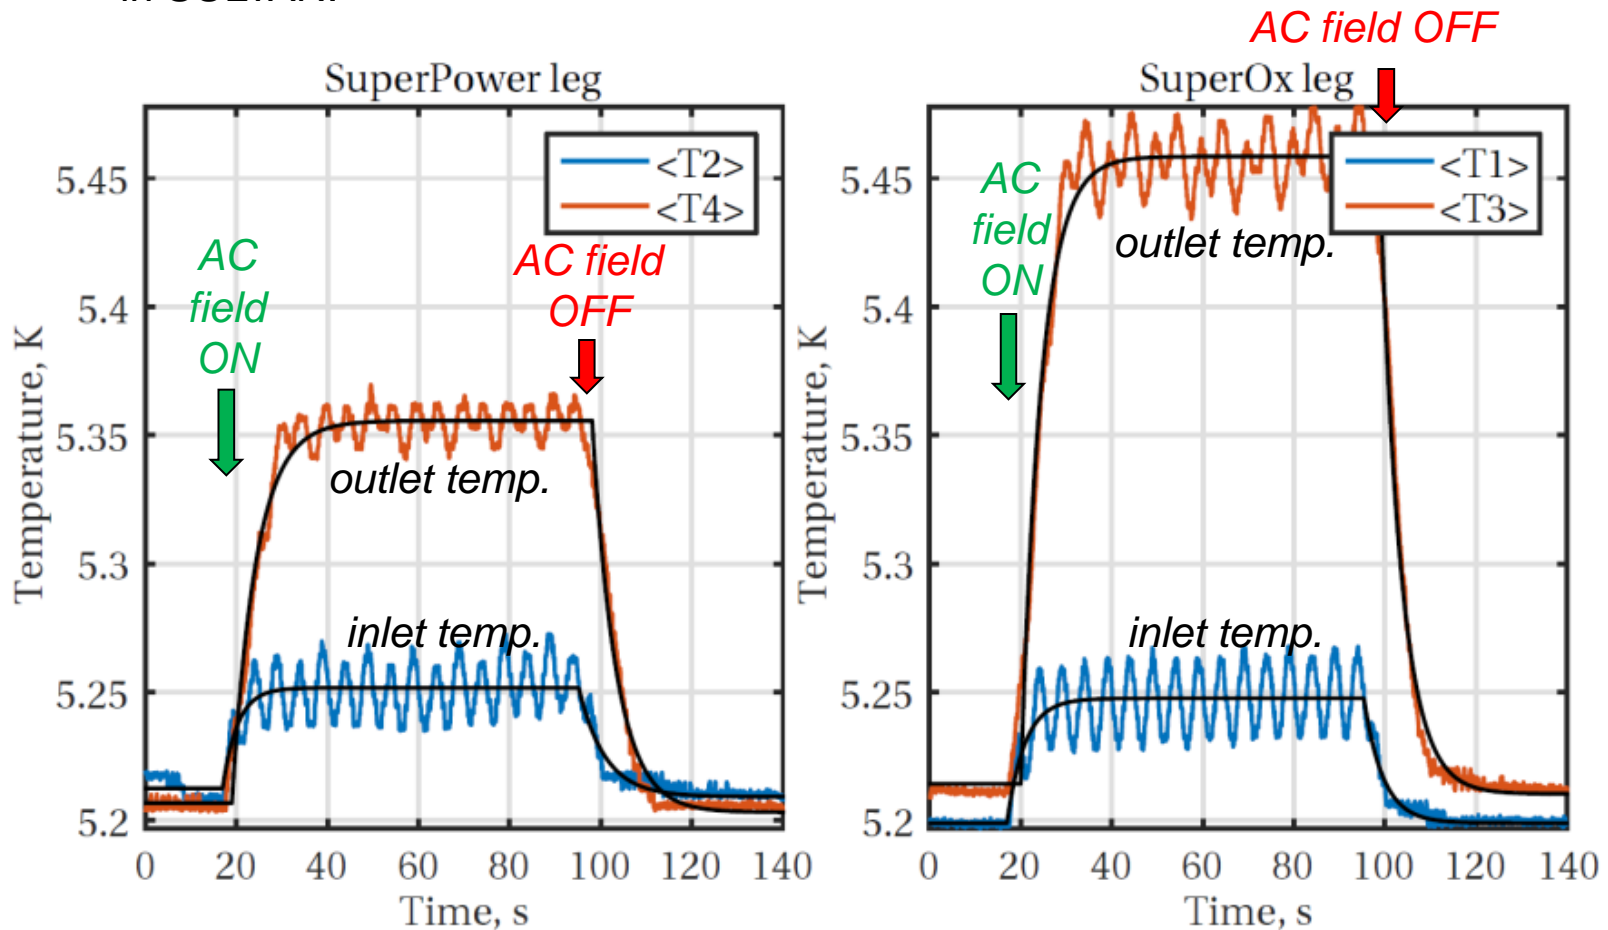 AC field OFF
SuperPower leg
SuperOx leg
<T2>
<T4>
<T1>
<T3>
AC
field
ON
AC field
OFF
AC
field
ON
outlet temp.
outlet temp.
inlet temp.
inlet temp.
Temperature, K
5.45
5.4
5.35
5.3
5.25
5.2
0 20 40 60 80 100 120 140
Time, s
Temperature, K
5.45
5.4
5.35
5.3
5.25
5.2
0 20 40 60 80 100 120 140
Time, s